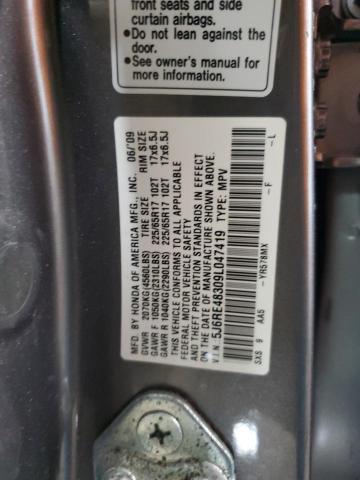 front seats and side
curtain airbags.
•Do not lean against the
door.
•See owner's manual for
more information.
MFD. BY HONDA OF AMERICA MFG., INC. 06/'09
GVWR 2070KG(4560LBS) TIRE SIZE RIM SIZE
GAWR F 1050KG(2310LBS) 225/65R17 102T 17x6.5J
GAWR R 1040KG(2290LBS) 225/65R17 102T 17x6.5J
THIS VEHICLE CONFORMS TO ALL APPLICABLE
FEDERAL MOTOR VEHICLE SAFETY
AND THEFT PREVENTION STANDARDS IN EFFECT
ON THE DATE OF MANUFACTURE SHOWN ABOVE.
V.I.N. 5J6RE48309L047419 TYPE: MPV
-YR578MX -F -L
SXS 9 AA5